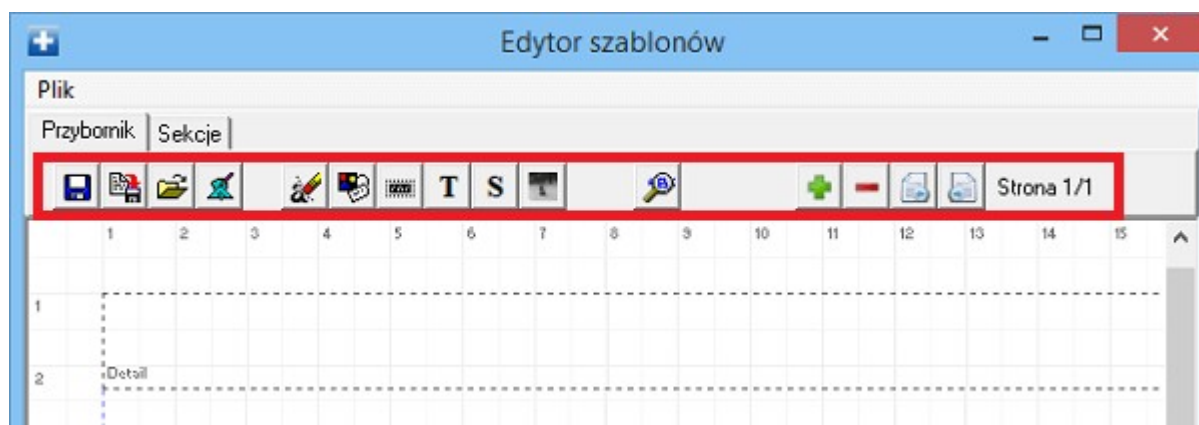 Edytor szablonów
Plik
Przybornik Sekcje
T S Strona 1/1
1 2 3 4 5 6 7 8 9 10 11 12 13 14 15
1
Detail
2